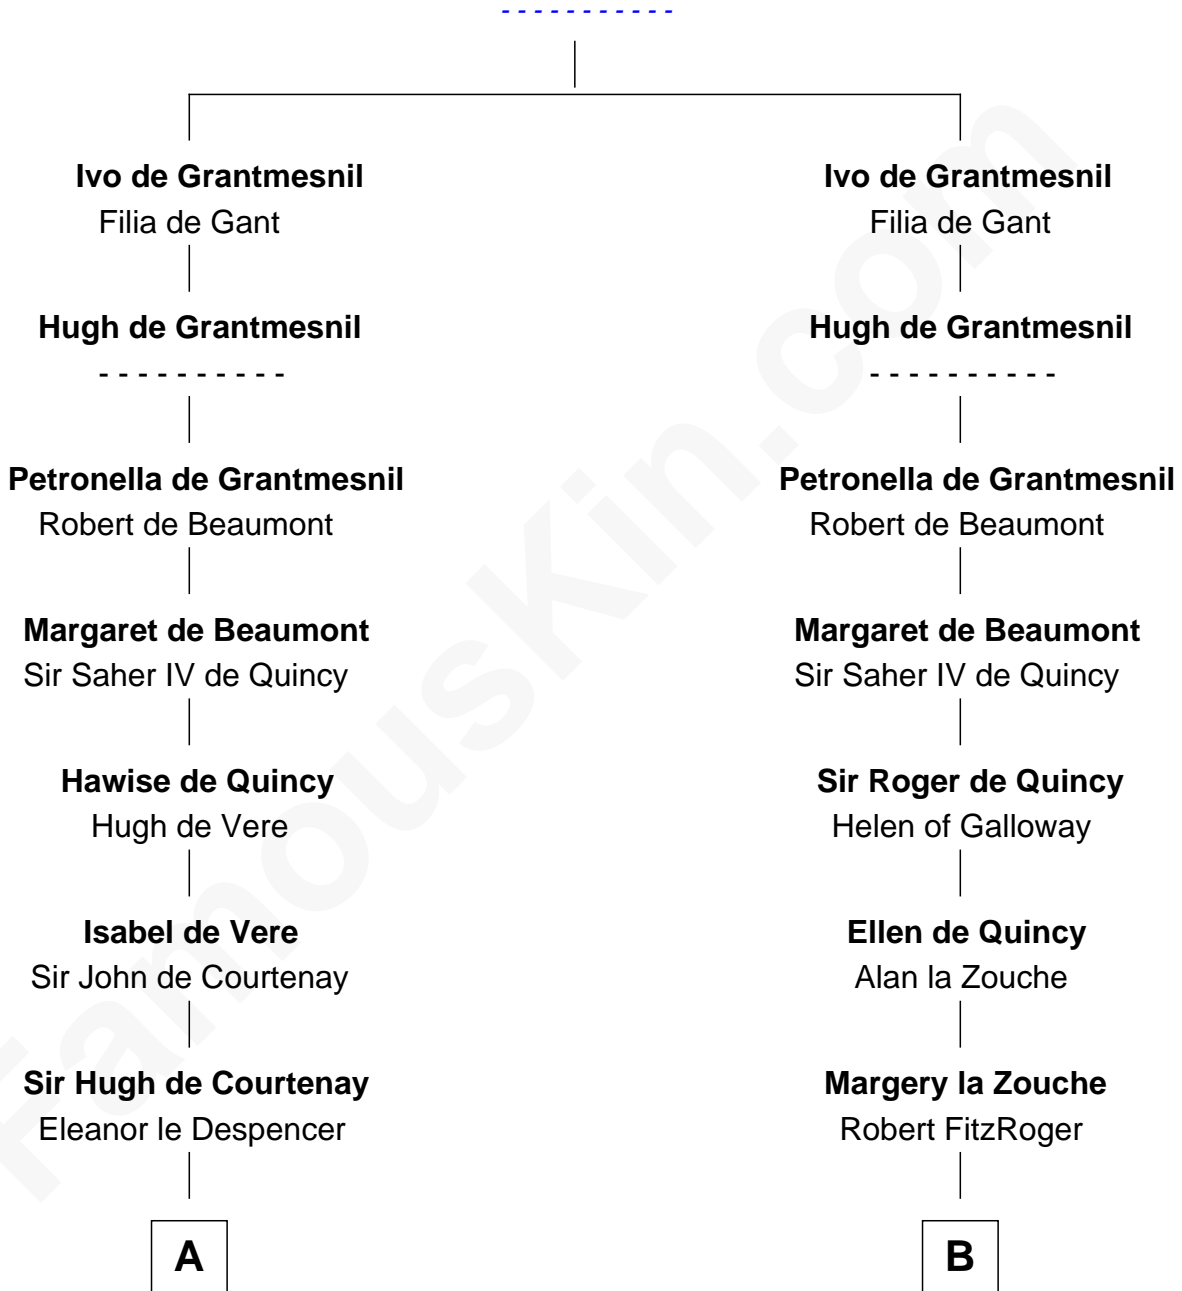 - - - - - - - - - - -
Ivo de Grantmesnil
Filia de Gant
Hugh de Grantmesnil
- - - - - - - - - -
Petronella de Grantmesnil
Robert de Beaumont
Margaret de Beaumont
Sir Saher IV de Quincy
Hawise de Quincy
Hugh de Vere
Isabel de Vere
Sir John de Courtenay
Sir Hugh de Courtenay
Eleanor le Despencer
A
Ivo de Grantmesnil
Filia de Gant
Hugh de Grantmesnil
- - - - - - - - - -
Petronella de Grantmesnil
Robert de Beaumont
Margaret de Beaumont
Sir Saher IV de Quincy
Sir Roger de Quincy
Helen of Galloway
Ellen de Quincy
Alan la Zouche
Margery la Zouche
Robert FitzRoger
B
FamousKin.com